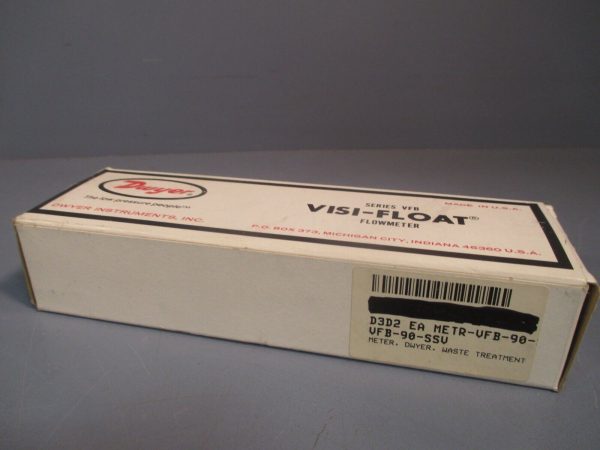 Dwyer
The low pressure people™
DWYER INSTRUMENTS, INC.
SERIES VFB
VISI-FLOAT®
FLOWMETER
MADE IN U.S.A.
P.O. BOX 373, MICHIGAN CITY, INDIANA 46360 U.S.A.
D3D2 EA METR-VFB-90-
VFB-90-SSV
METER, DWYER, WASTE TREATMENT